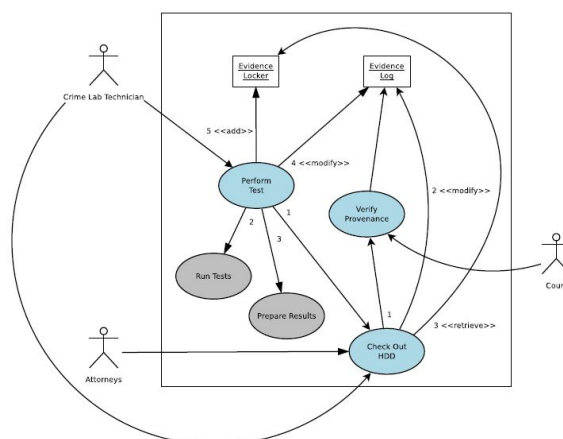 Evidence
Locker
Evidence
Log
Crime Lab Technician
5 <<add>>
4 <<modify>>
Perform
Test
2 <<modify>>
1
2
3
Verify
Provenance
Run Tests
Prepare Results
1
3 <<retrieve>>
Check Out
HDD
Attorneys